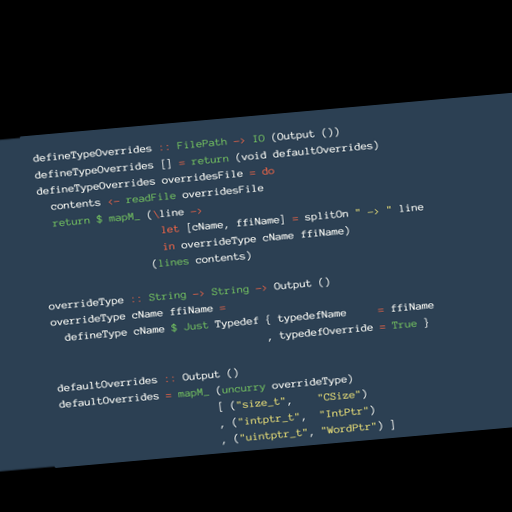 defineTypeOverrides :: FilePath -> IO (Output ())
defineTypeOverrides [] = return (void defaultOverrides)
defineTypeOverrides overridesFile = do
  contents <- readFile overridesFile
  return $ mapM_ (\line ->
                  let [cName, ffiName] = splitOn " -> " line
                  in overrideType cName ffiName)
                 (lines contents)
overrideType :: String -> String -> Output ()
overrideType cName ffiName =
  defineType cName $ Just Typedef { typedefName     = ffiName
                                  , typedefOverride = True }
defaultOverrides :: Output ()
defaultOverrides = mapM_ (uncurry overrideType)
                         [ ("size_t",    "CSize")
                         , ("intptr_t",  "IntPtr")
                         , ("uintptr_t", "WordPtr") ]